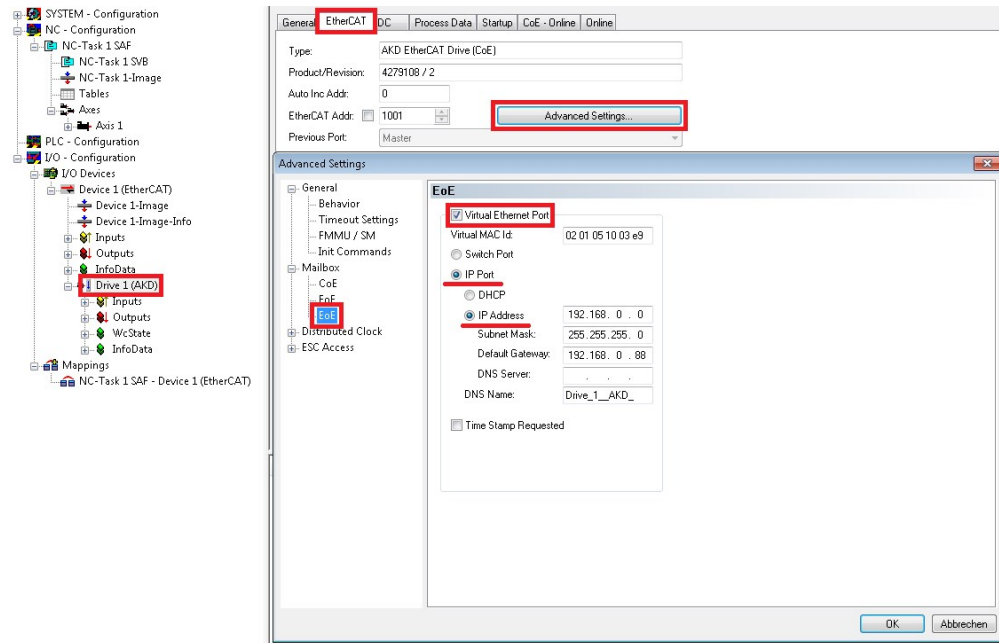 SYSTEM - Configuration
NC - Configuration
NC-Task 1 SAF
NC-Task 1 SVB
NC-Task 1-Image
Tables
Axes
Axis 1
PLC - Configuration
I/O - Configuration
I/O Devices
Device 1 (EtherCAT)
Device 1-Image
Device 1-Image-Info
Inputs
Outputs
InfoData
Drive 1 (AKD)
Inputs
Outputs
WcState
InfoData
Mappings
NC-Task 1 SAF - Device 1 (EtherCAT)
General EtherCAT DC Process Data Startup CoE - Online Online
Type: AKD EtherCAT Drive (CoE)
Product/Revision: 4279108 / 2
Auto Inc Addr: 0
EtherCAT Addr: 1001 Advanced Settings...
Previous Port: Master
Advanced Settings
General
Behavior
Timeout Settings
FMMU / SM
Init Commands
Mailbox
CoE
FoE
EoE
Distributed Clock
ESC Access
EoE
Virtual Ethernet Port
Virtual MAC Id: 02 01 05 10 03 e9
Switch Port
IP Port
DHCP
IP Address 192.168. 0 . 0
Subnet Mask: 255.255.255. 0
Default Gateway: 192.168. 0 . 88
DNS Server: . . .
DNS Name: Drive_1__AKD_
Time Stamp Requested
OK Abbrechen